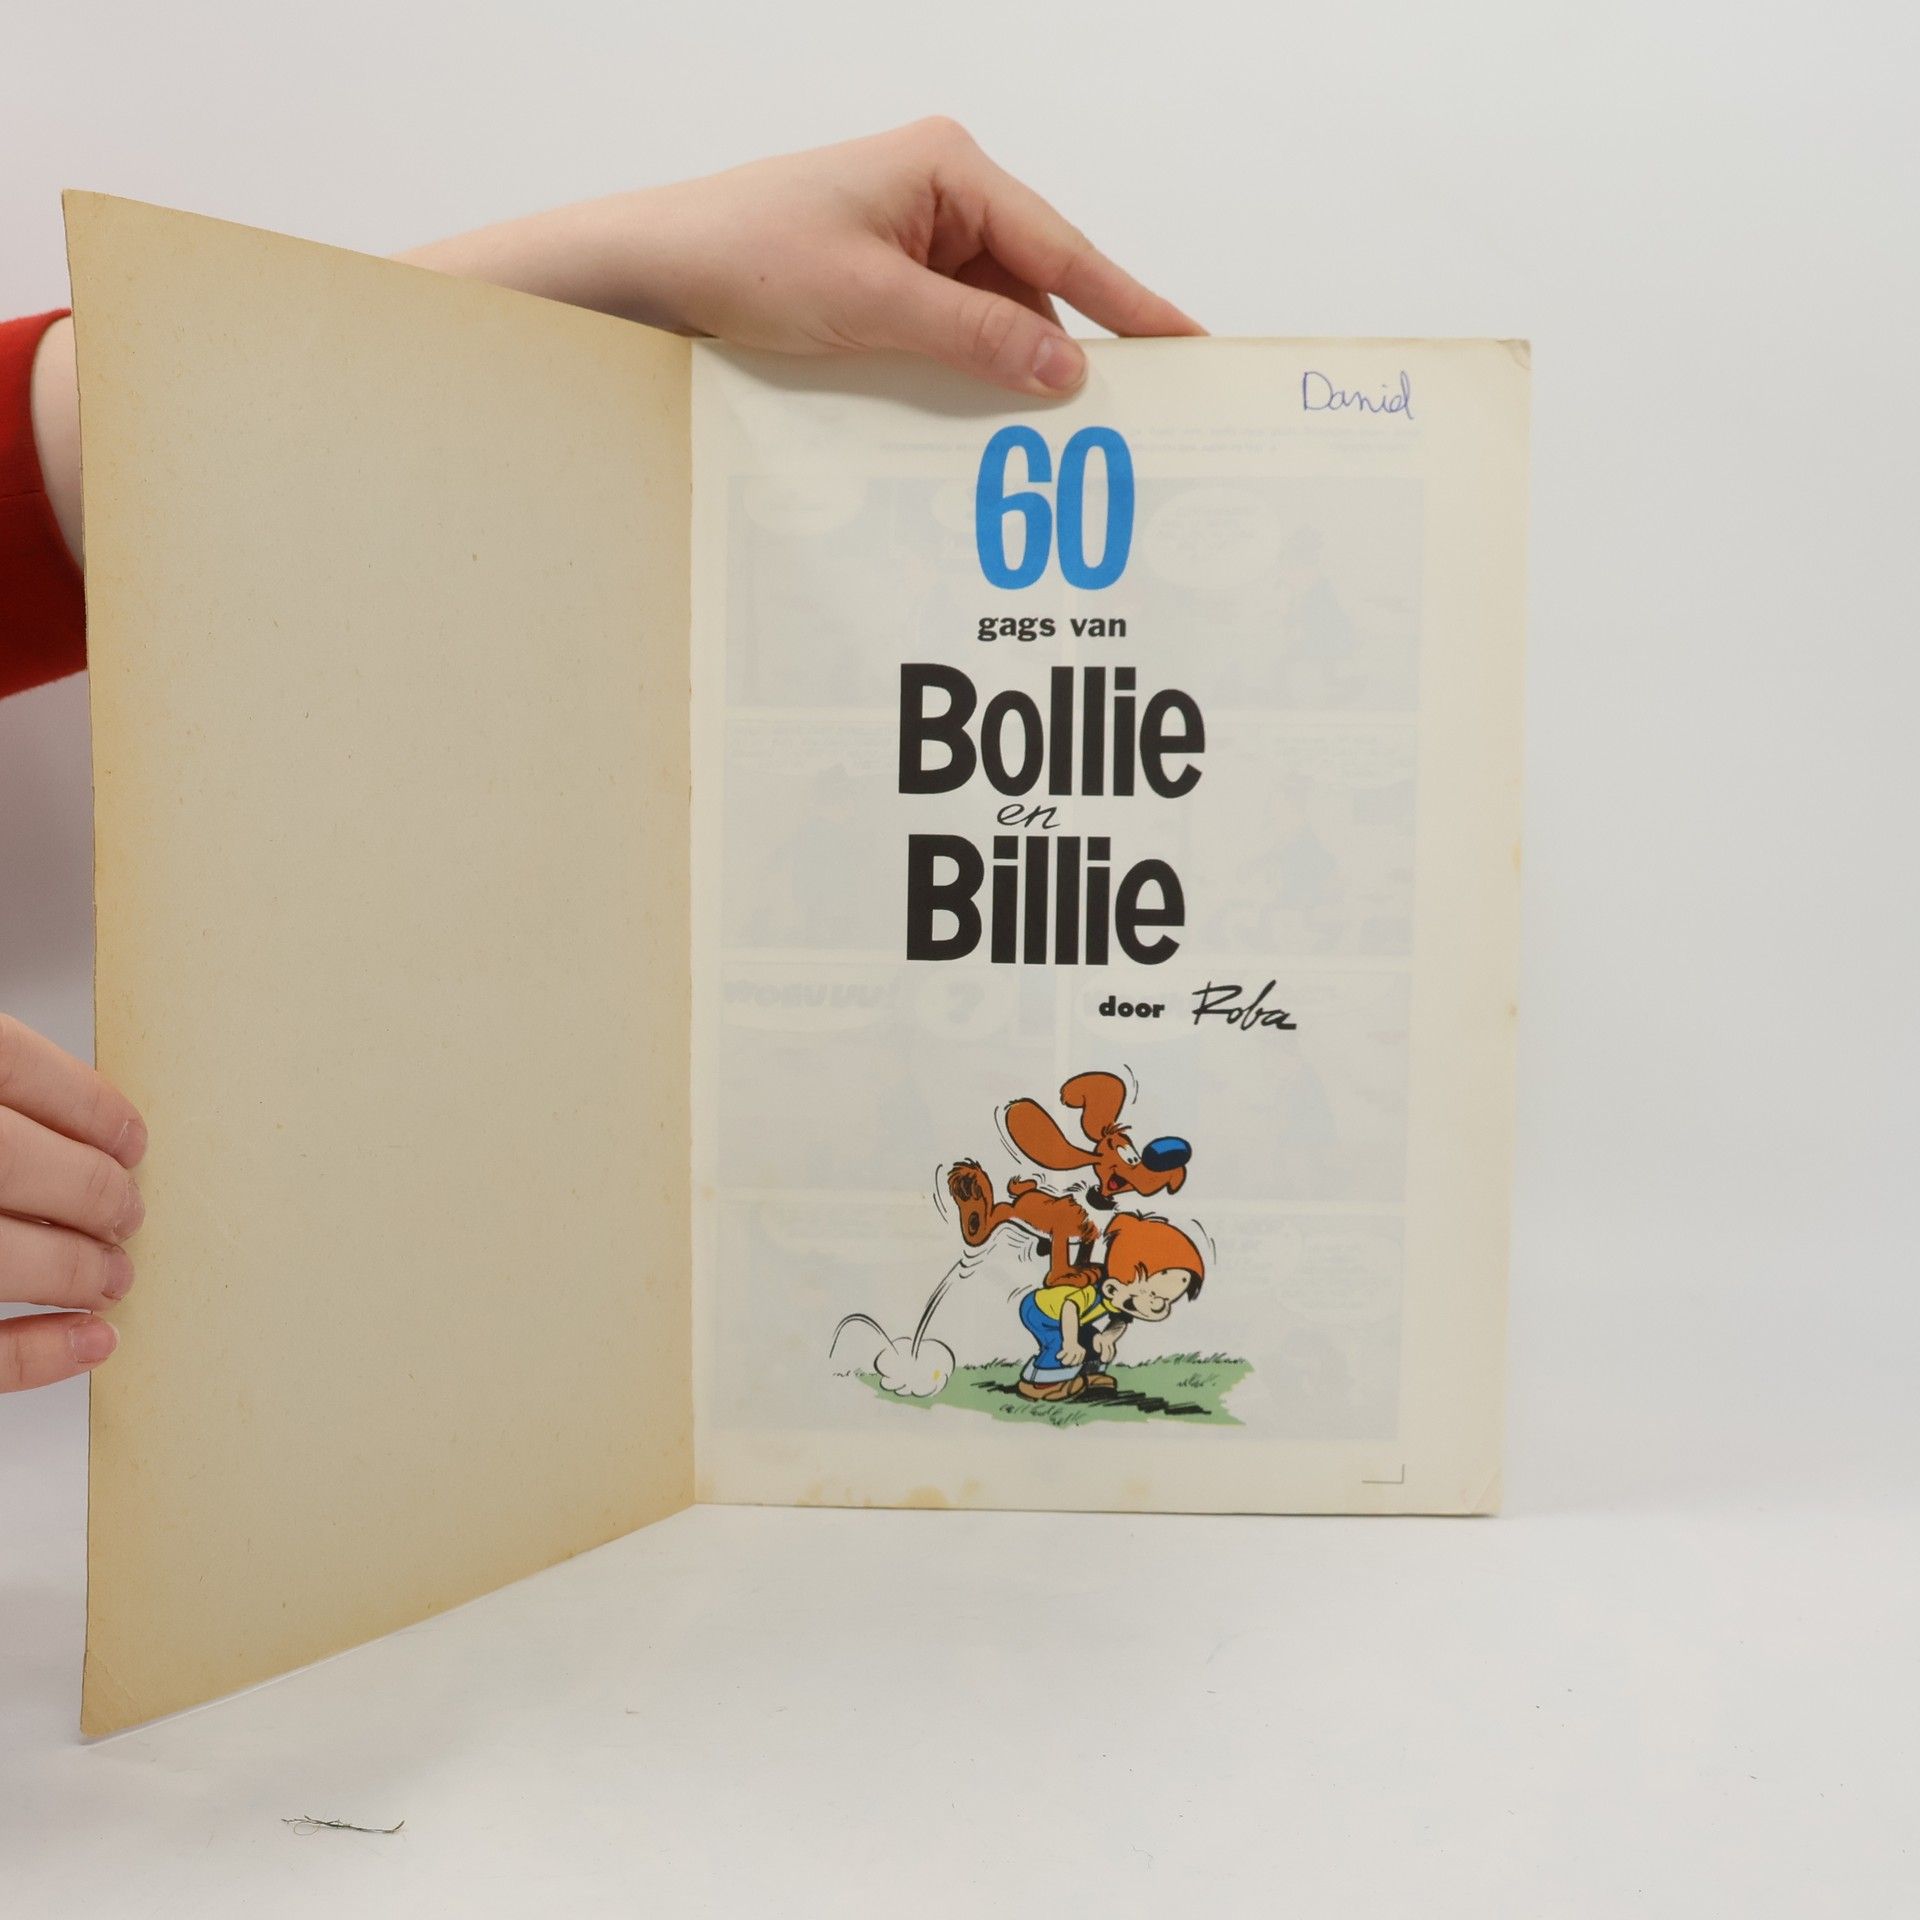 Daniel
60
gags van
Bollie
en
Billie
door Roba